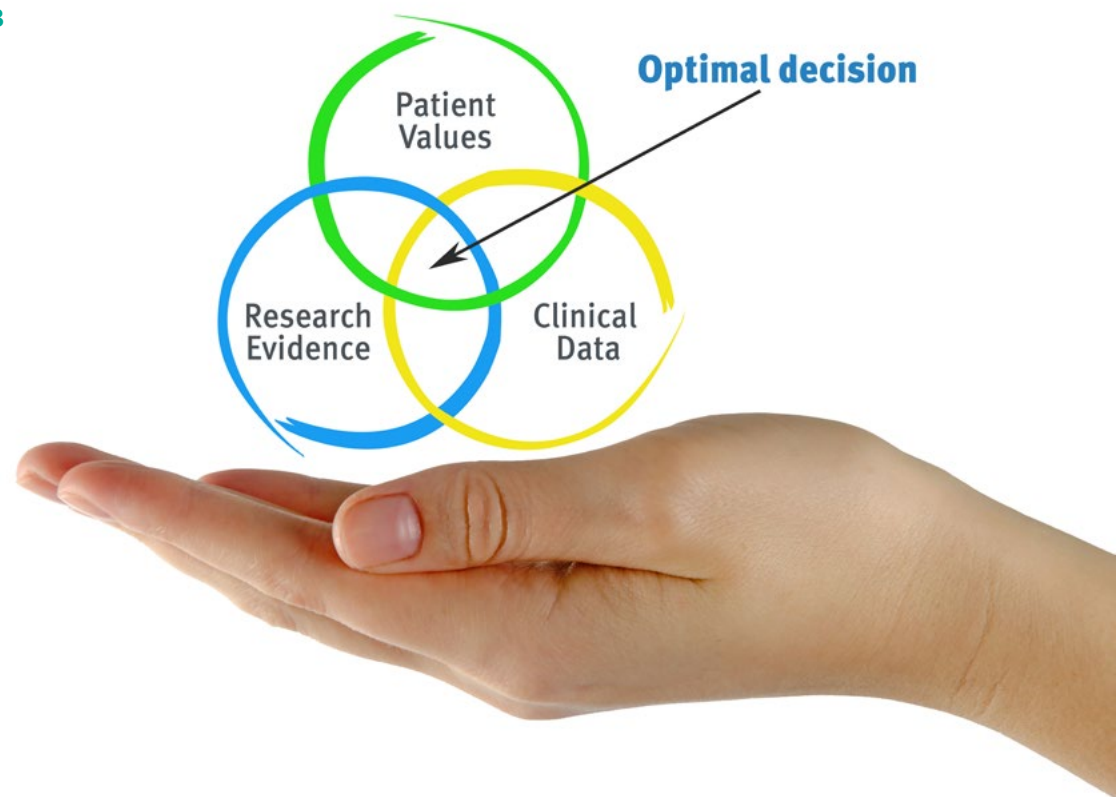 Optimal decision
Patient
Values
Research
Evidence
Clinical
Data